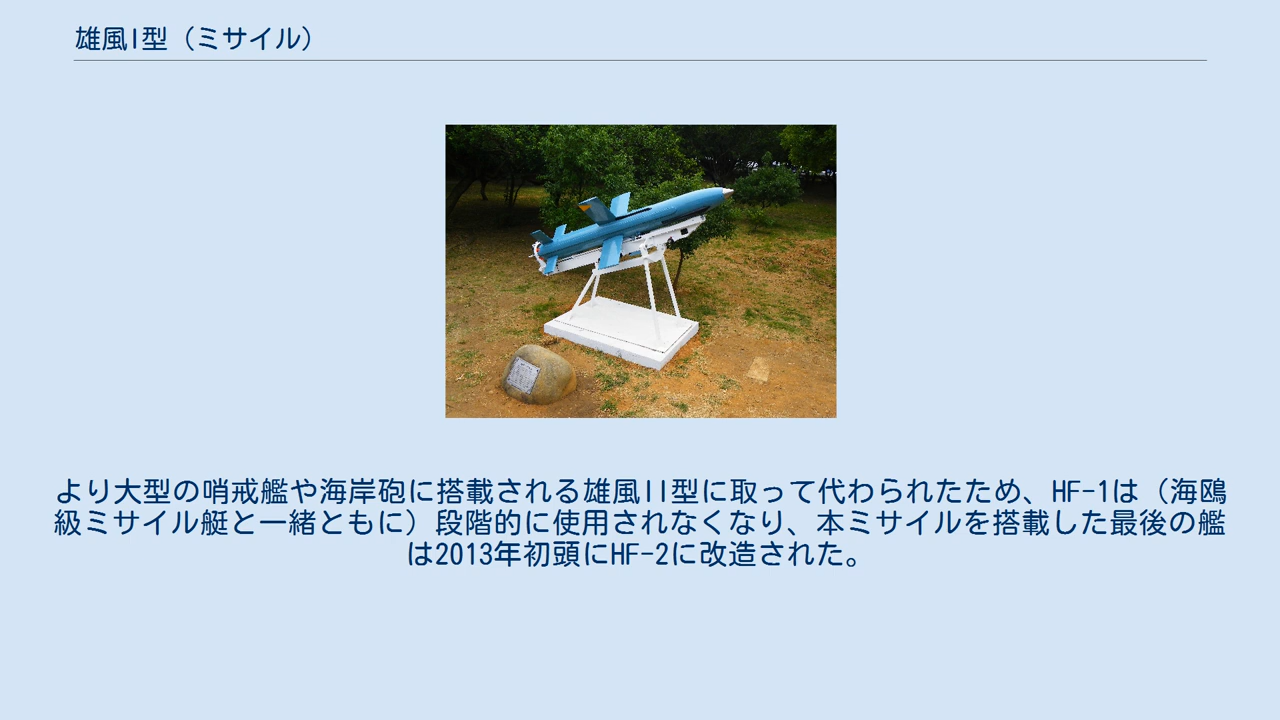 雄風I型（ミサイル）
より大型の哨戒艦や海岸砲に搭載される雄風II型に取って代わられたため、HF-1は（海鴎
級ミサイル艇と一緒ともに）段階的に使用されなくなり、本ミサイルを搭載した最後の艦
は2013年初頭にHF-2に改造された。